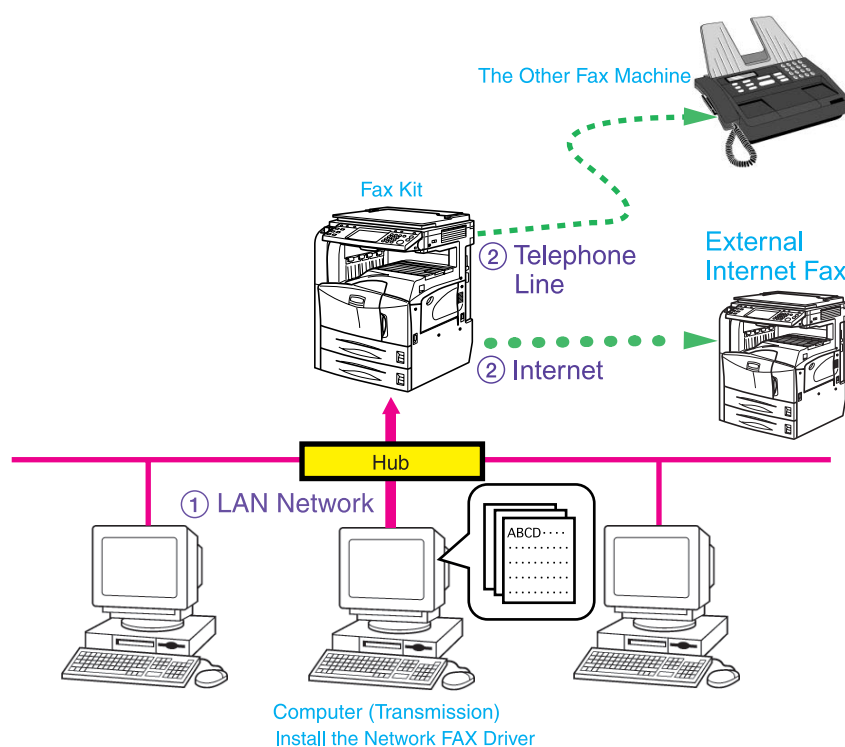 The Other Fax Machine
Fax Kit
② Telephone
Line
External
Internet Fax
② Internet
Hub
① LAN Network
ABCD····
Computer (Transmission)
Install the Network FAX Driver